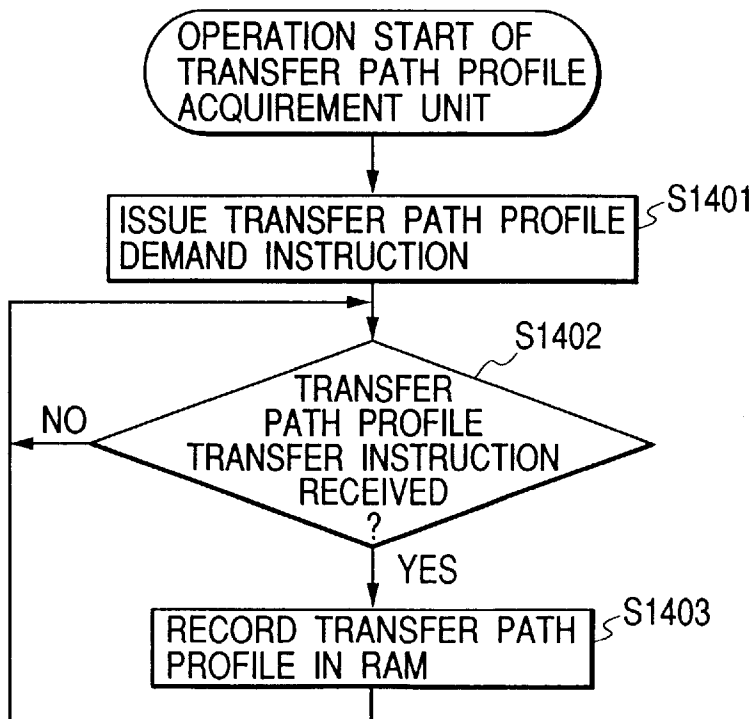 OPERATION START OF
TRANSFER PATH PROFILE
ACQUIREMENT UNIT
S1401
ISSUE TRANSFER PATH PROFILE
DEMAND INSTRUCTION
S1402
TRANSFER
PATH PROFILE
TRANSFER INSTRUCTION
RECEIVED
?
NO
YES
S1403
RECORD TRANSFER PATH
PROFILE IN RAM